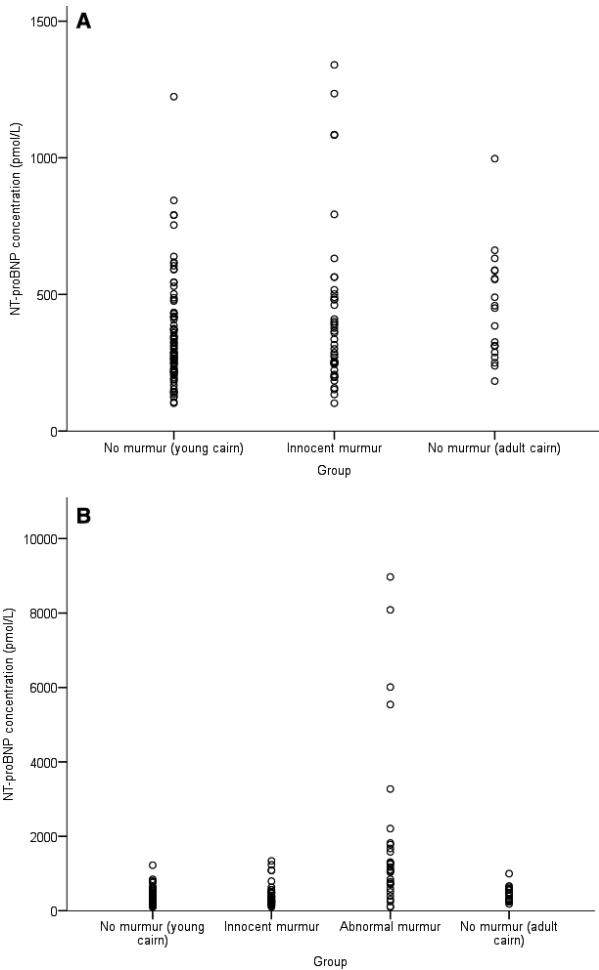 A
1500
1000
500
0
NT-proBNP concentration (pmol/L)
No murmur (young cairn)
Innocent murmur
No murmur (adult cairn)
Group
B
10000
8000
6000
4000
2000
0
NT-proBNP concentration (pmol/L)
No murmur (young
cairn)
Innocent murmur
Abnormal murmur
No murmur (adult
cairn)
Group